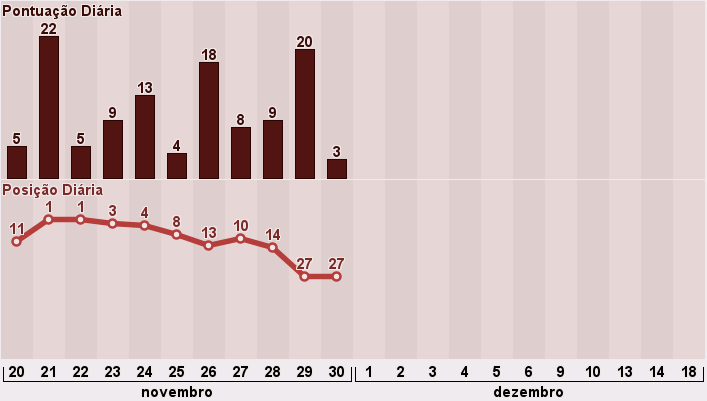 Pontuação Diária
5 22 5 9 13 4 18 8 9 20 3
Posição Diária
11 1 1 3 4 8 13 10 14 27 27
20 21 22 23 24 25 26 27 28 29 30 1 2 3 4 5 6 9 10 13 14 18
novembro dezembro